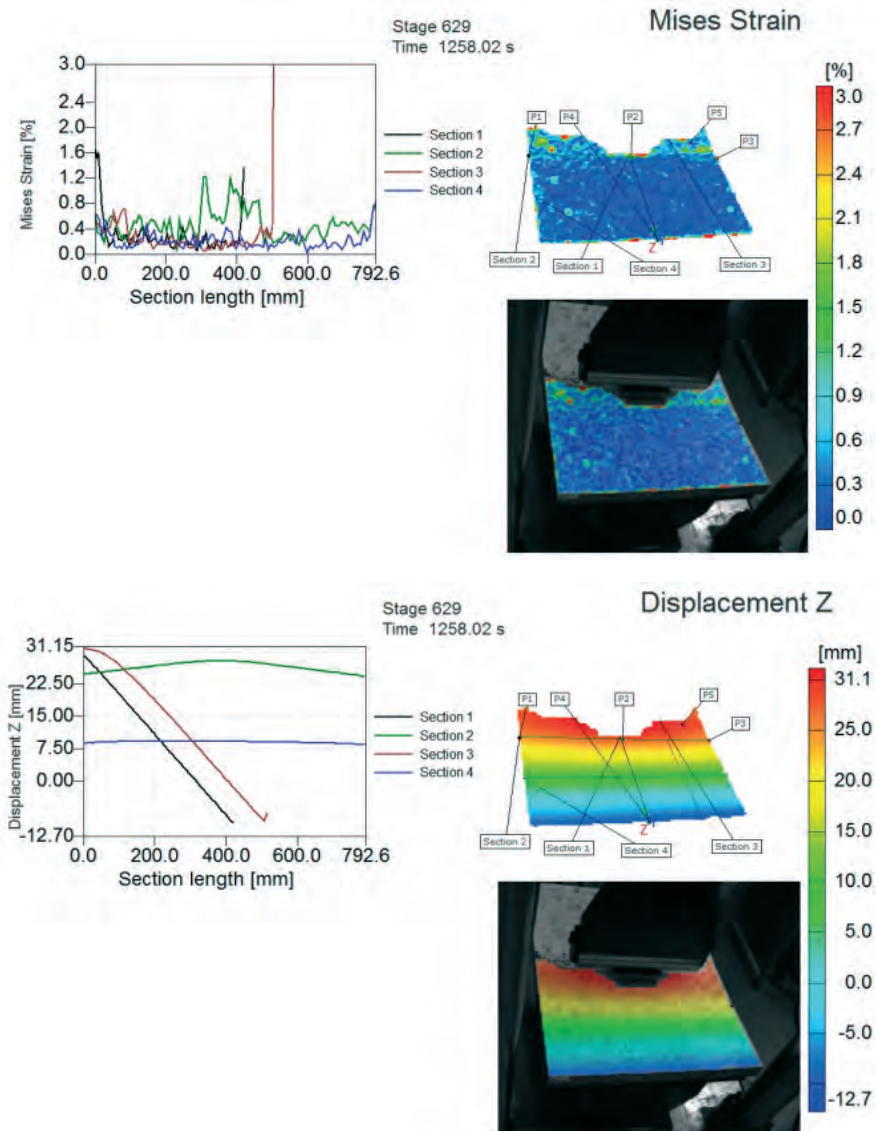 Stage 629
Time 1258.02 s
Mises Strain
Mises Strain [%]
3.0
2.4
2.0
1.6
1.2
0.8
0.4
0.0
0.0
200.0
400.0
600.0
792.6
Section length [mm]
Section 1
Section 2
Section 3
Section 4
P1
P4
P2
P5
P3
Z
Section 2
Section 1
Section 4
Section 3
[%]
3.0
2.7
2.4
2.1
1.8
1.5
1.2
0.9
0.6
0.3
0.0
Stage 629
Time 1258.02 s
Displacement Z
Displacement Z [mm]
31.15
22.50
15.00
7.50
0.00
-12.70
0.0
200.0
400.0
600.0
792.6
Section length [mm]
Section 1
Section 2
Section 3
Section 4
P1
P4
P2
P5
P3
Z
Section 2
Section 1
Section 4
Section 3
[mm]
31.1
25.0
20.0
15.0
10.0
5.0
0.0
-5.0
-12.7